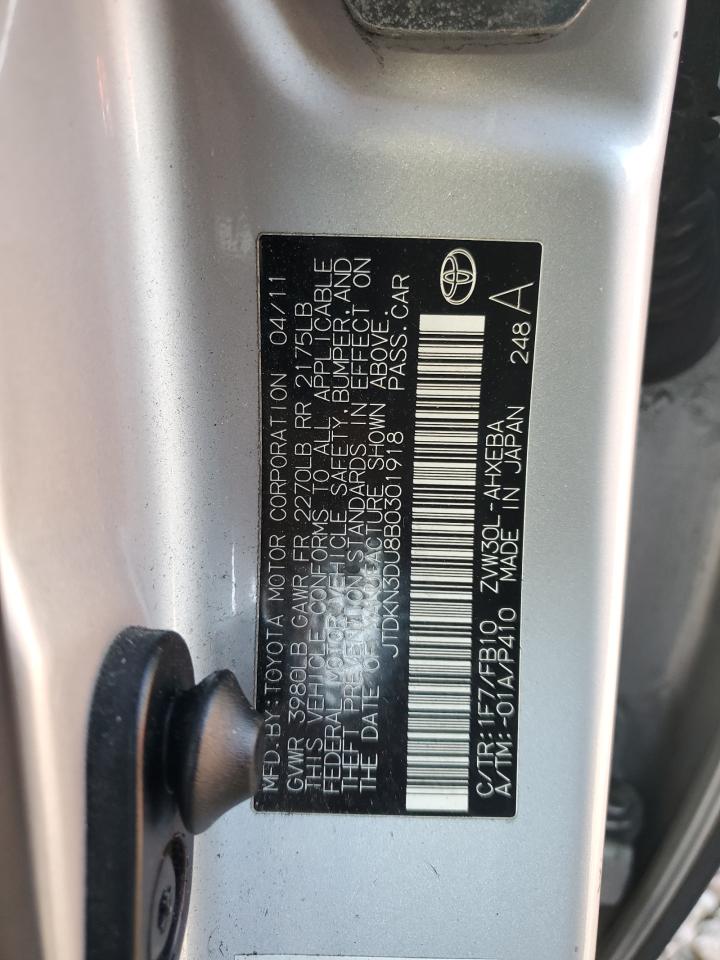 MFD.BY:TOYOTA MOTOR CORPORATION 04/11
GVWR 3980LB GAWR FR 2270LB RR 2175LB
THIS VEHICLE CONFORMS TO ALL APPLICABLE
FEDERAL MOTOR VEHICLE SAFETY, BUMPER, AND
THEFT PREVENTION STANDARDS IN EFFECT ON
THE DATE OF MANUFACTURE SHOWN ABOVE.
JTDKN3DU8B0301918 PASS.CAR
C/TR:1F7/FB10 ZVW30L-AHXEBA
A/TM:-01A/P410 MADE IN JAPAN 248 A